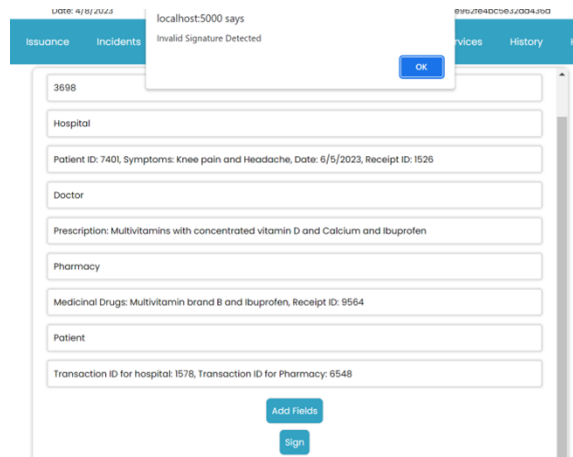 Date: 4/8/2023
localhost:5000 says
Invalid Signature Detected
OK
Issuance Incidents History
3698
Hospital
Patient ID: 7401, Symptoms: Knee pain and Headache, Date: 6/5/2023, Receipt ID: 1526
Doctor
Prescription: Multivitamins with concentrated vitamin D and Calcium and Ibuprofen
Pharmacy
Medicinal Drugs: Multivitamin brand B and Ibuprofen, Receipt ID: 9564
Patient
Transaction ID for hospital: 1578, Transaction ID for Pharmacy: 6548
Add Fields
Sign